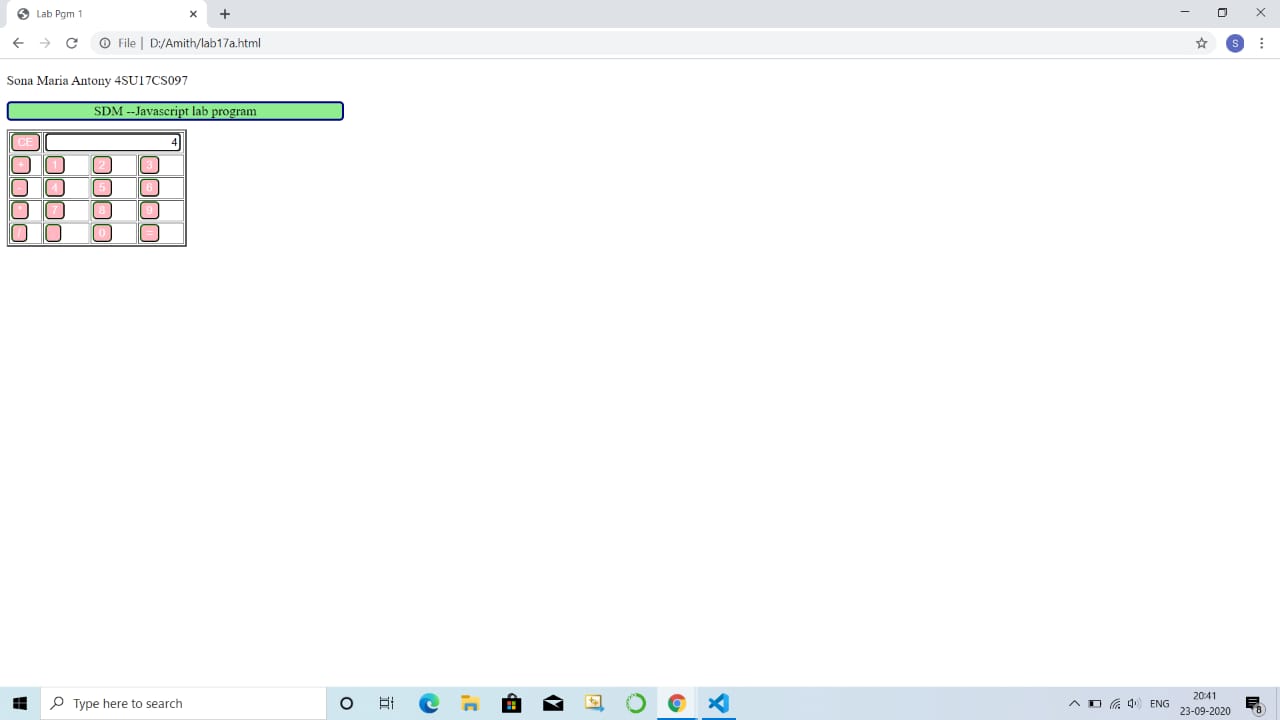 Lab Pgm 1
File | D:/Amith/lab17a.html
S
Sona Maria Antony 4SU17CS097
SDM --Javascript lab program
CE 4
+ 1 2 3
- 4 5 6
* 7 8 9
/ . 0 =
Type here to search
ENG
20:41
23-09-2020
8